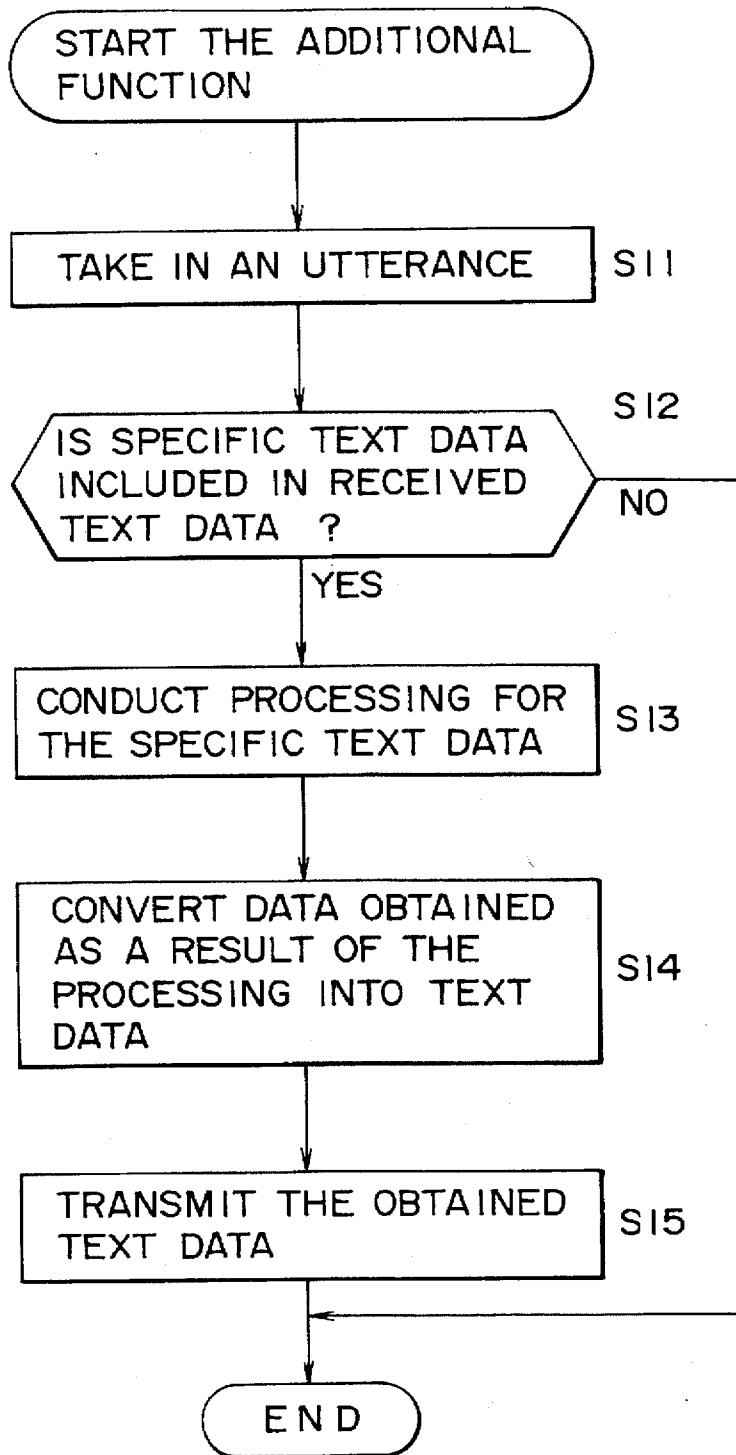 START THE ADDITIONAL
FUNCTION
TAKE IN AN UTTERANCE
S11
S12
IS SPECIFIC TEXT DATA
INCLUDED IN RECEIVED
TEXT DATA ?
NO
YES
CONDUCT PROCESSING FOR
THE SPECIFIC TEXT DATA
S13
CONVERT DATA OBTAINED
AS A RESULT OF THE
PROCESSING INTO TEXT
DATA
S14
TRANSMIT THE OBTAINED
TEXT DATA
S15
END